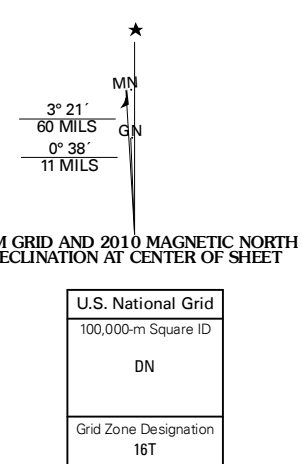 MN
3° 21´
60 MILS
GN
0° 38´
11 MILS
M GRID AND 2010 MAGNETIC NORTH
ECLINATION AT CENTER OF SHEET
U.S. National Grid
100,000-m Square ID
DN
Grid Zone Designation
16T